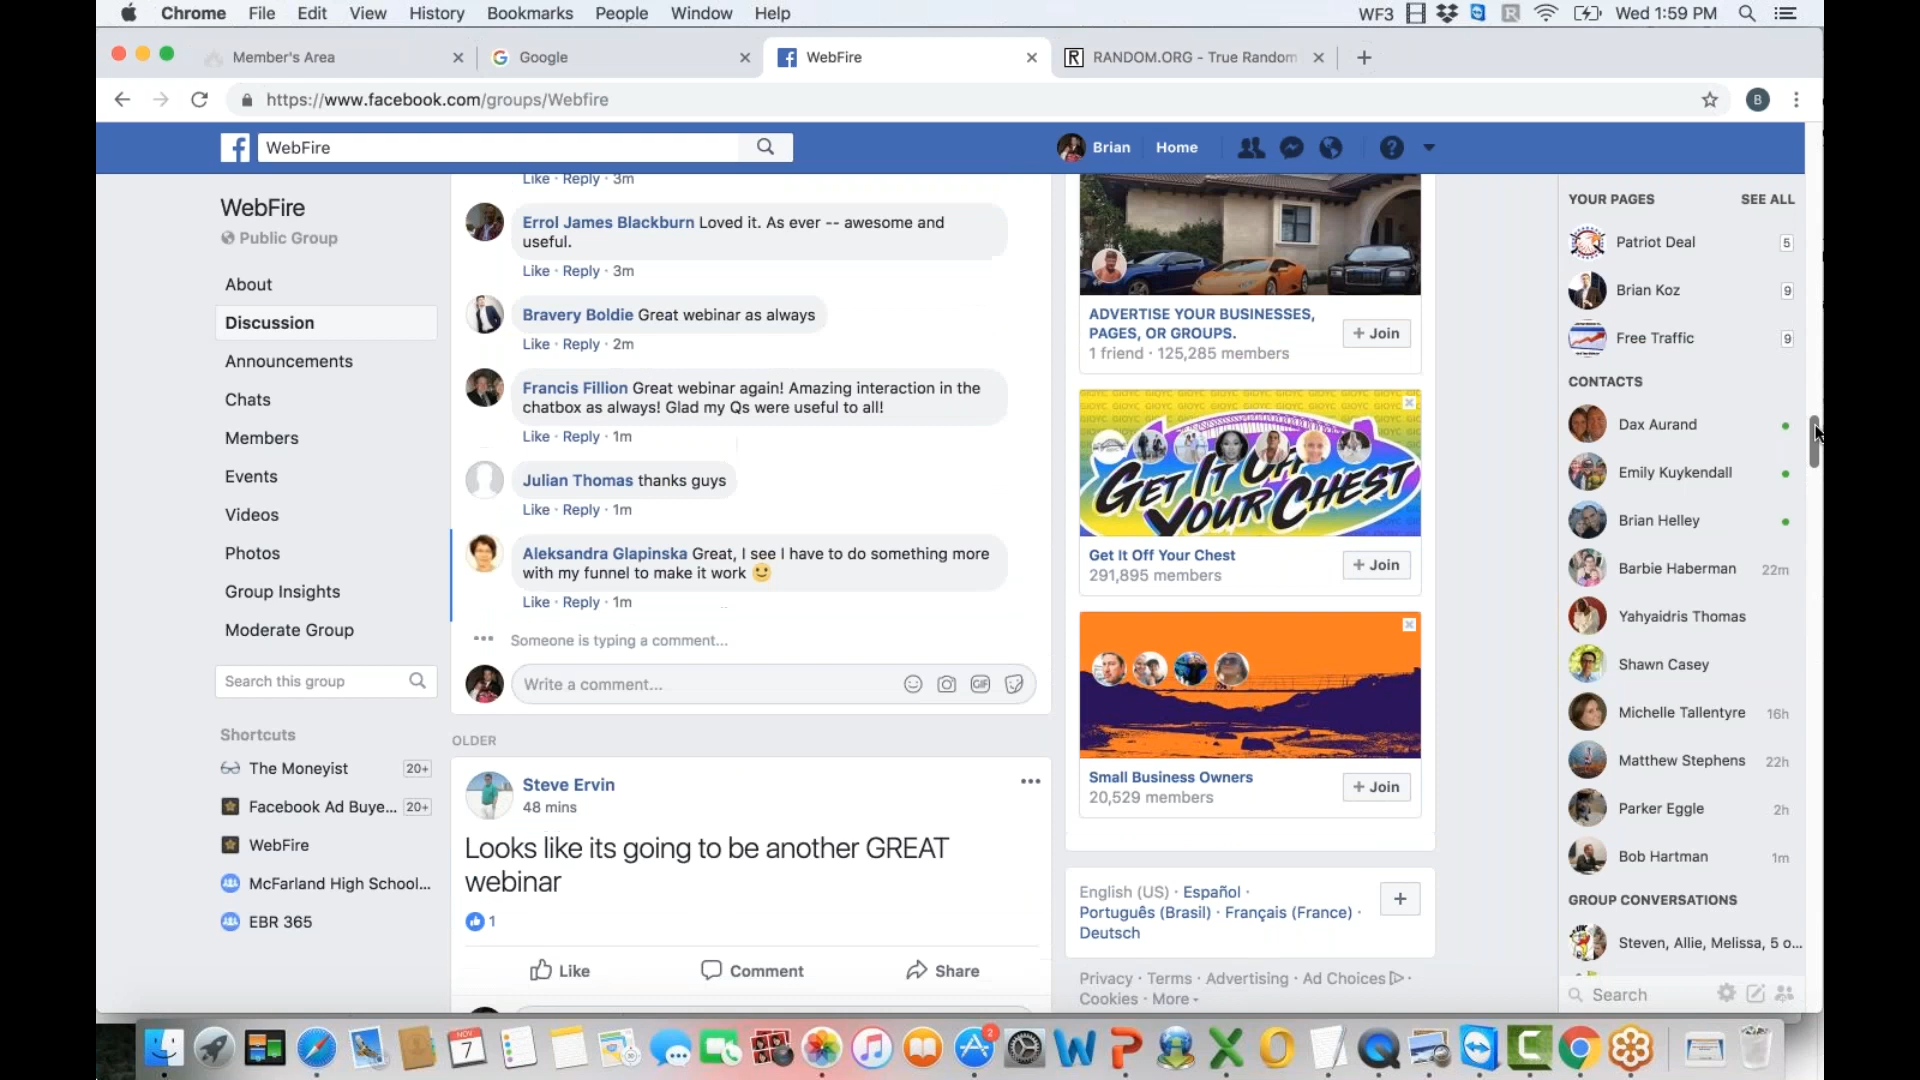 Chrome File Edit View History Bookmarks People Window Help WF3 Wed 1:59 PM
Member's Area Google WebFire RANDOM.ORG - True Random
https://www.facebook.com/groups/Webfire B
WebFire Brian Home
WebFire
Public Group
About
Discussion
Announcements
Chats
Members
Events
Videos
Photos
Group Insights
Moderate Group
Search this group
Shortcuts
The Moneyist 20+
Facebook Ad Buye... 20+
WebFire
McFarland High School...
EBR 365
Like · Reply · 3m
Errol James Blackburn Loved it. As ever -- awesome and
useful.
Like · Reply · 3m
Bravery Boldie Great webinar as always
Like · Reply · 2m
Francis Fillion Great webinar again! Amazing interaction in the
chatbox as always! Glad my Qs were useful to all!
Like · Reply · 1m
Julian Thomas thanks guys
Like · Reply · 1m
Aleksandra Glapinska Great, I see I have to do something more
with my funnel to make it work
Like · Reply · 1m
Someone is typing a comment...
Write a comment... GIF
OLDER
Steve Ervin
48 mins
Looks like its going to be another GREAT
webinar
1
Like Comment Share
ADVERTISE YOUR BUSINESSES,
PAGES, OR GROUPS.
1 friend · 125,285 members
+ Join
GET IT OFF
YOUR CHEST
Get It Off Your Chest
291,895 members
+ Join
Small Business Owners
20,529 members
+ Join
English (US) · Español ·
Português (Brasil) · Français (France) ·
Deutsch
Privacy · Terms · Advertising · Ad Choices ·
Cookies · More
YOUR PAGES SEE ALL
Patriot Deal 5
Brian Koz 9
Free Traffic 9
CONTACTS
Dax Aurand
Emily Kuykendall
Brian Helley
Barbie Haberman 22m
Yahyaidris Thomas
Shawn Casey
Michelle Tallentyre 16h
Matthew Stephens 22h
Parker Eggle 2h
Bob Hartman 1m
GROUP CONVERSATIONS
Steven, Allie, Melissa, 5 o...
Search
NOV
7
2